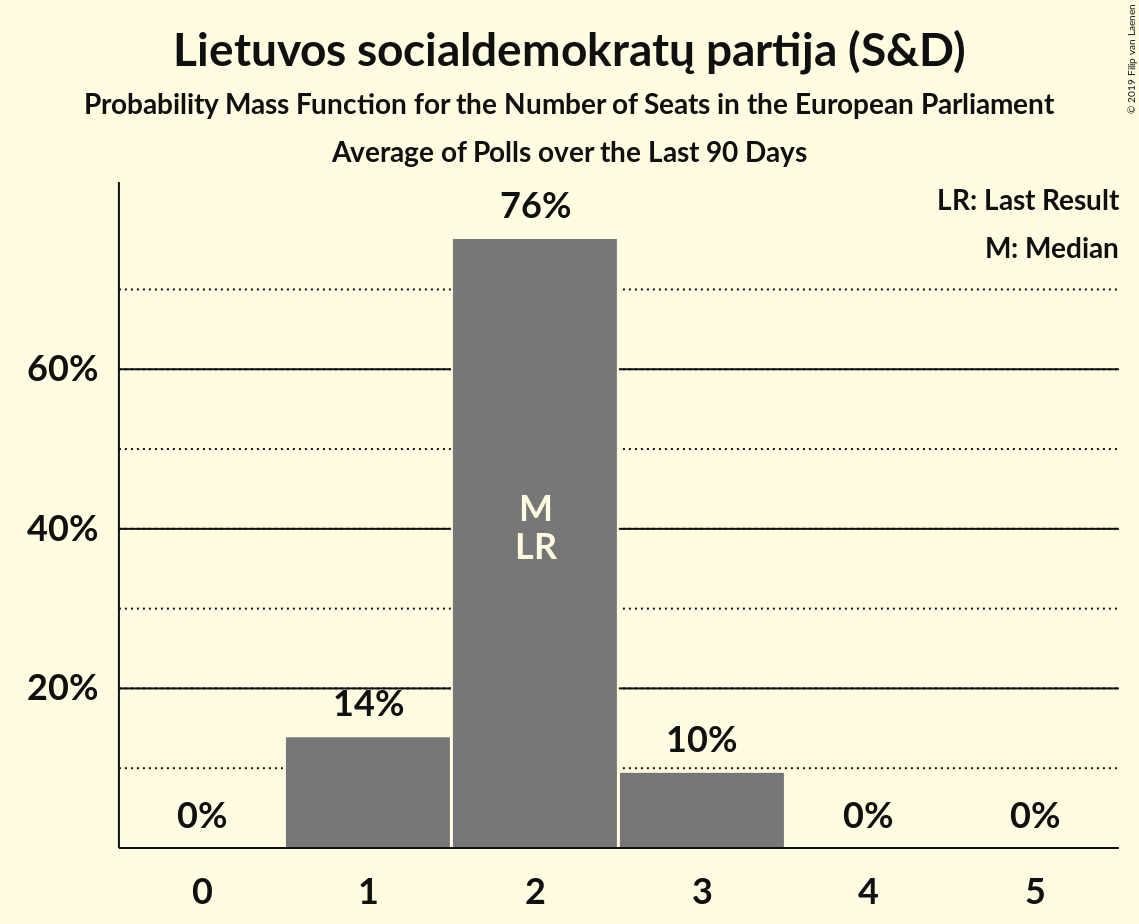 Lietuvos socialdemokratų partija (S&D)
Probability Mass Function for the Number of Seats in the European Parliament
Average of Polls over the Last 90 Days
© 2019 Filip van Laenen
LR: Last Result
M: Median
76%
60%
M
40%
LR
20%
14%
10%
0%
0%
0%
0 1 2 3 4 5